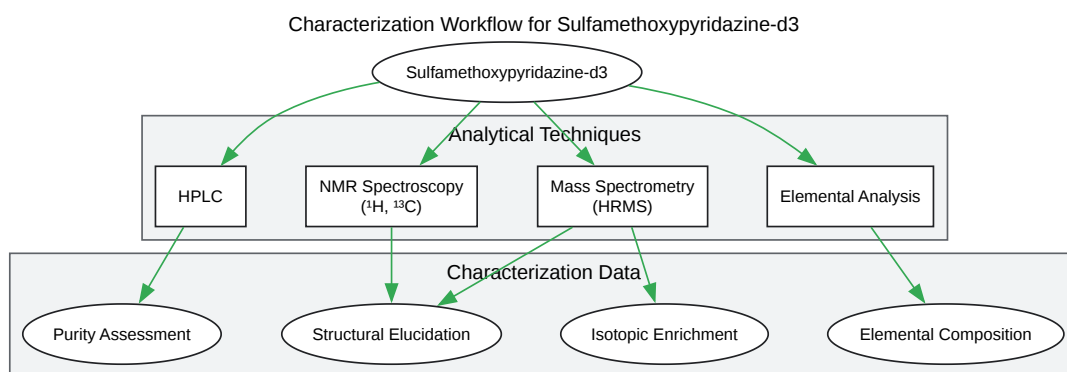 Characterization Workflow for Sulfamethoxypyridazine-d3
Sulfamethoxypyridazine-d3
Analytical Techniques
HPLC
NMR Spectroscopy
(¹H, ¹³C)
Mass Spectrometry
(HRMS)
Elemental Analysis
Characterization Data
Purity Assessment
Structural Elucidation
Isotopic Enrichment
Elemental Composition